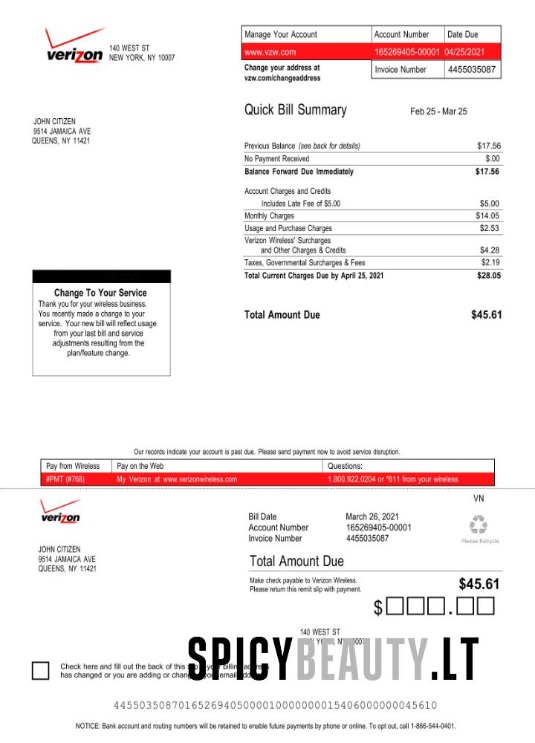 verizon
140 WEST ST
NEW YORK, NY 10007
Manage Your Account Account Number Date Due
www.vzw.com 165269405-00001 04/25/2021
Change your address at
vzw.com/changeaddress
Invoice Number 4455035087
Quick Bill Summary Feb 25 - Mar 25
JOHN CITIZEN
9514 JAMAICA AVE
QUEENS, NY 11421
Previous Balance (see back for details) $17.56
No Payment Received $.00
Balance Forward Due Immediately $17.56
Account Charges and Credits
Includes Late Fee of $5.00 $5.00
Monthly Charges $14.05
Usage and Purchase Charges $2.53
Verizon Wireless' Surcharges
and Other Charges & Credits $4.28
Taxes, Governmental Surcharges & Fees $2.19
Total Current Charges Due by April 25, 2021 $28.05
Total Amount Due $45.61
Change To Your Service
Thank you for your wireless business.
You recently made a change to your
service. Your new bill will reflect usage
from your last bill and service
adjustments resulting from the
plan/feature change.
Our records indicate your account is past due. Please send payment now to avoid service disruption.
Pay from Wireless Pay on the Web Questions:
#PMT (#768) My Verizon at www.verizonwireless.com 1.800.922.0204 or *611 from your wireless
verizon
VN
Bill Date March 26, 2021
Account Number 165269405-00001
Invoice Number 4455035087
Please Recycle
JOHN CITIZEN
9514 JAMAICA AVE
QUEENS, NY 11421
Total Amount Due
Make check payable to Verizon Wireless.
Please return this remit slip with payment.
$45.61
$ .
140 WEST ST
SPICYBEAUTY.LT
Check here and fill out the back of this billing
has changed or you are adding or
NOTICE: Bank account and routing numbers will be retained to enable future payments by phone or online. To opt out, call 1-866-544-0401.